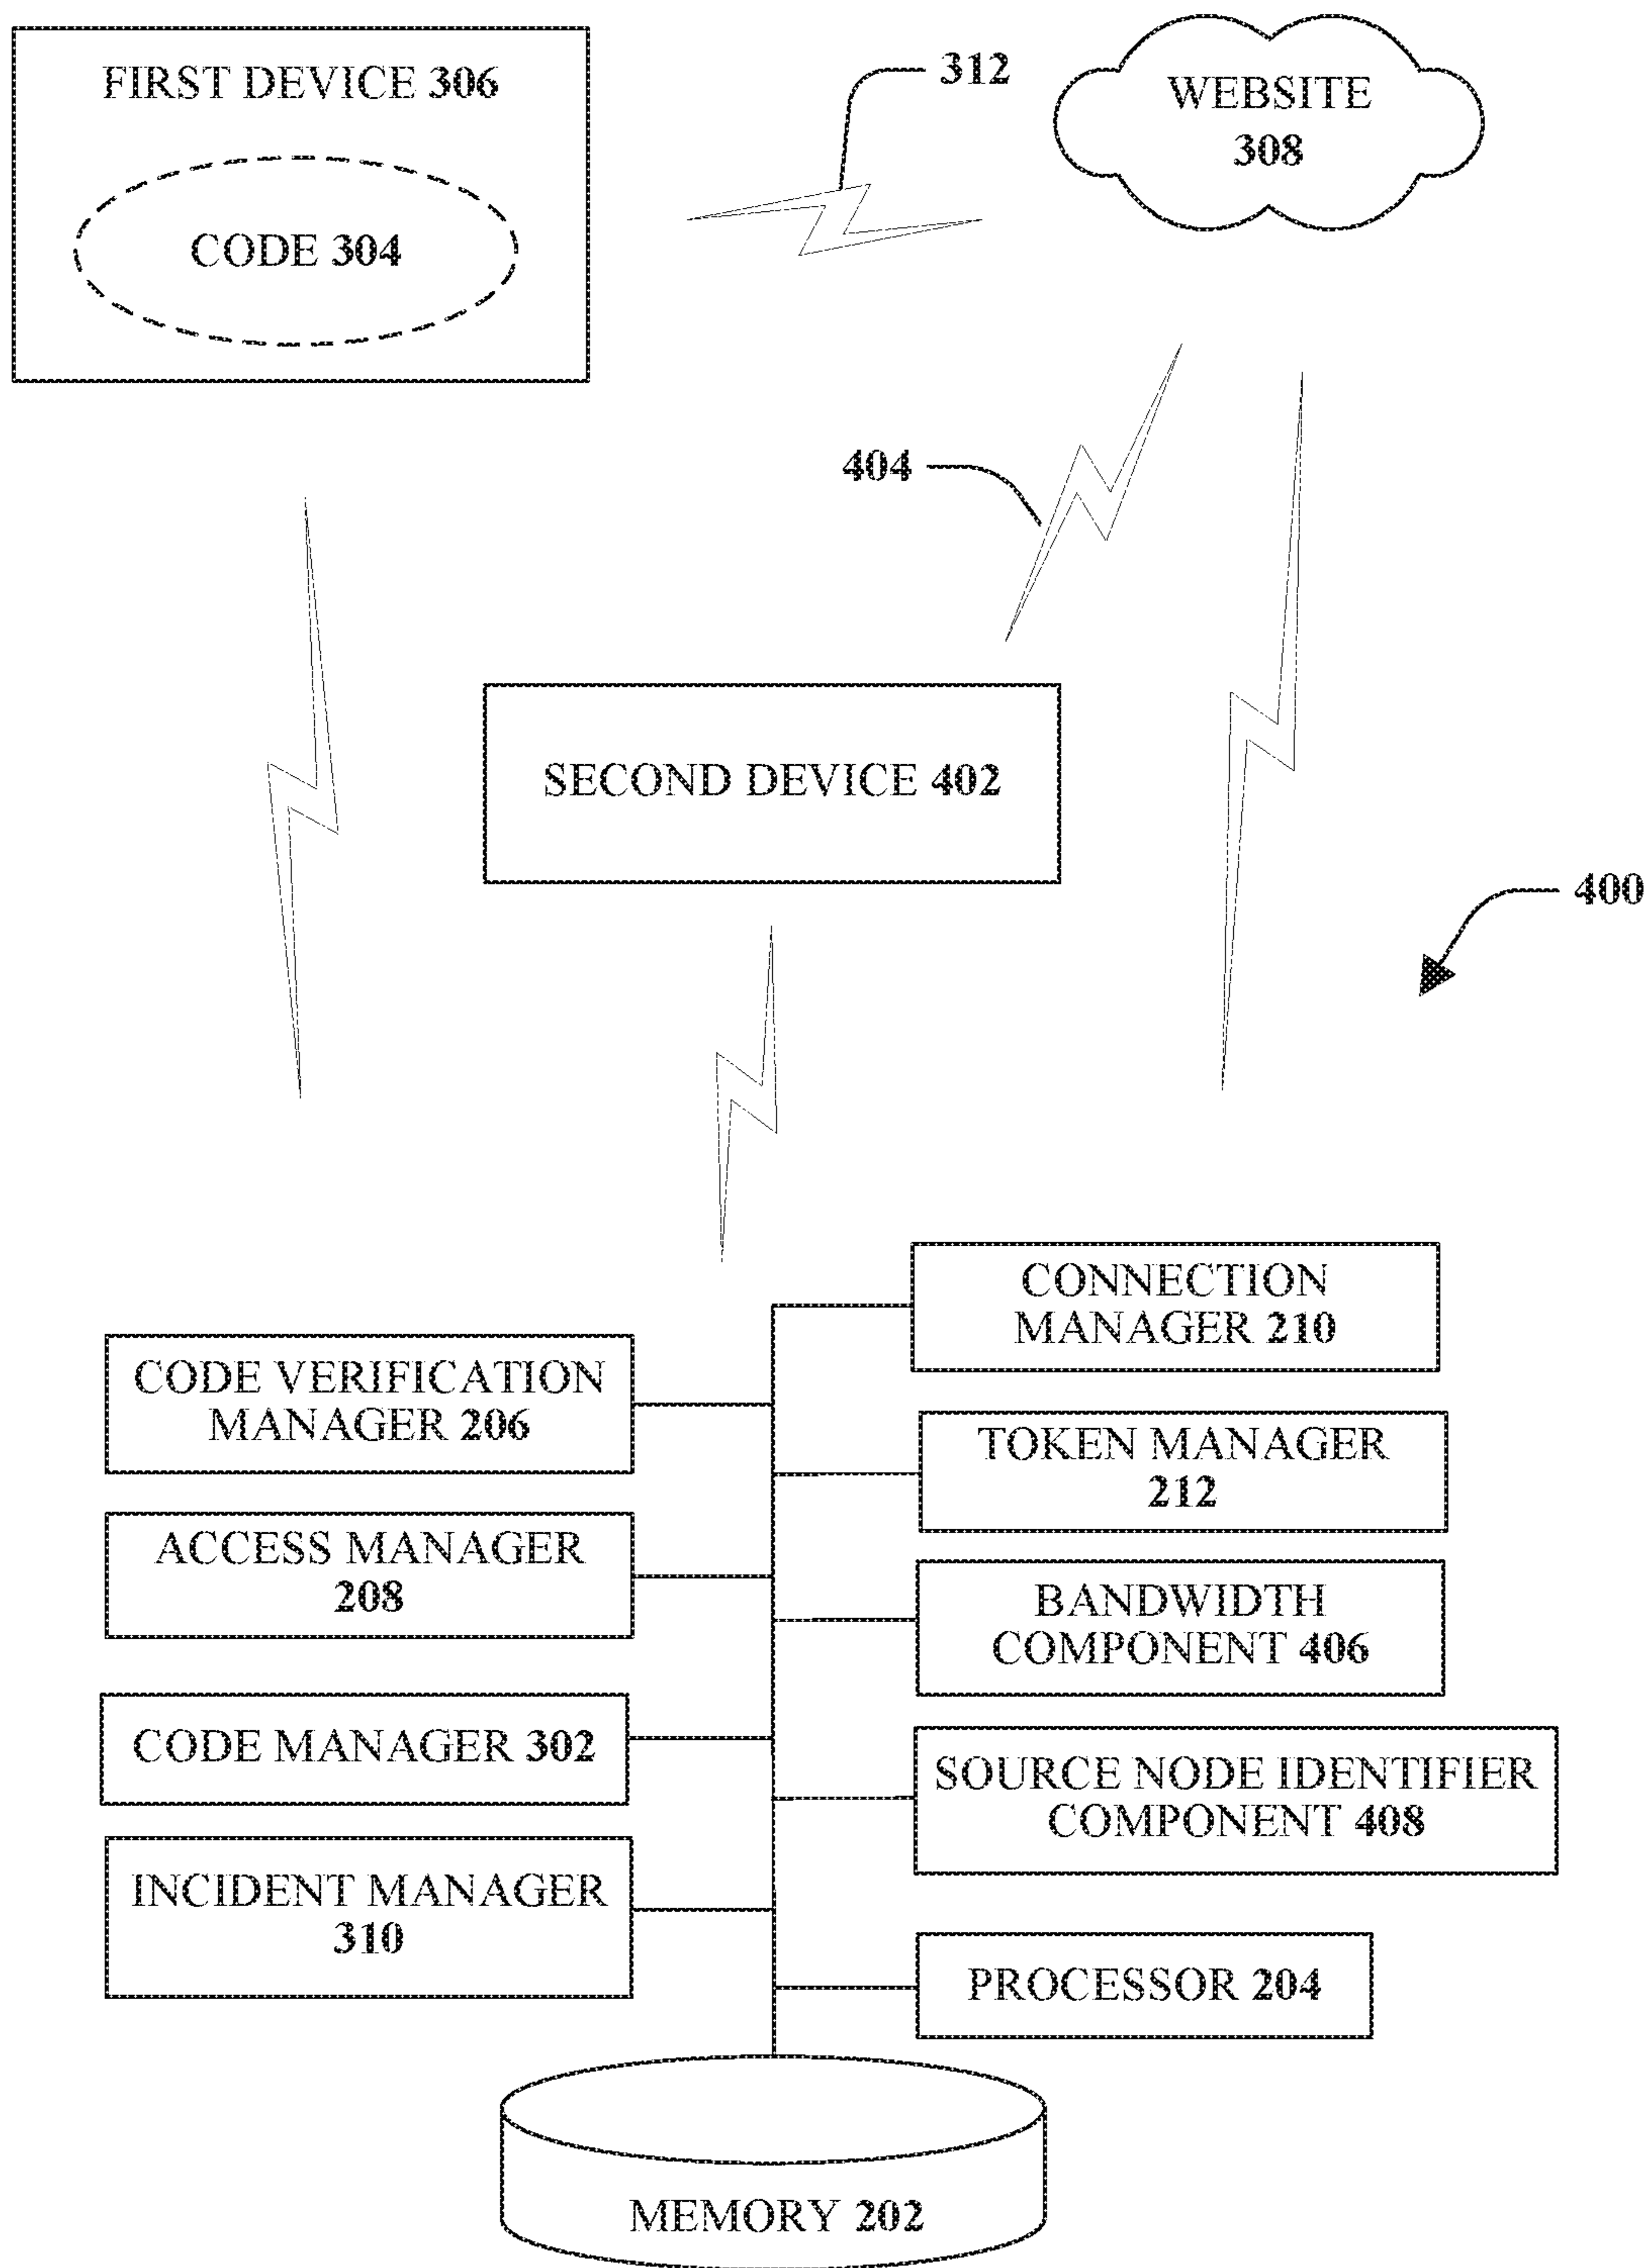 FIRST DEVICE 306
CODE 304
312
WEBSITE
308
404
SECOND DEVICE 402
400
CONNECTION
MANAGER 210
CODE VERIFICATION
MANAGER 206
TOKEN MANAGER
212
ACCESS MANAGER
208
BANDWIDTH
COMPONENT 406
CODE MANAGER 302
SOURCE NODE IDENTIFIER
COMPONENT 408
INCIDENT MANAGER
310
PROCESSOR 204
MEMORY 202